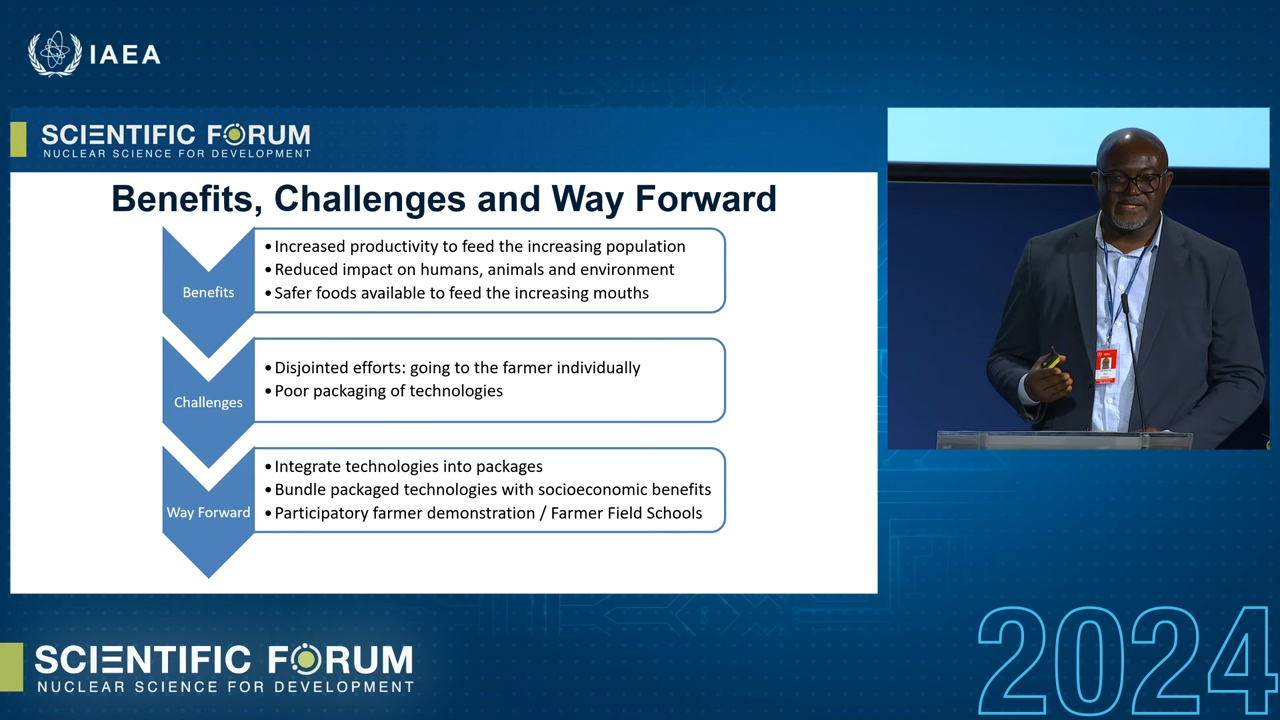 IAEA
SCIENTIFIC FORUM
NUCLEAR SCIENCE FOR DEVELOPMENT
Benefits, Challenges and Way Forward
Benefits
• Increased productivity to feed the increasing population
• Reduced impact on humans, animals and environment
• Safer foods available to feed the increasing mouths
Challenges
• Disjointed efforts: going to the farmer individually
• Poor packaging of technologies
Way Forward
• Integrate technologies into packages
• Bundle packaged technologies with socioeconomic benefits
• Participatory farmer demonstration / Farmer Field Schools
SCIENTIFIC FORUM
NUCLEAR SCIENCE FOR DEVELOPMENT
2024